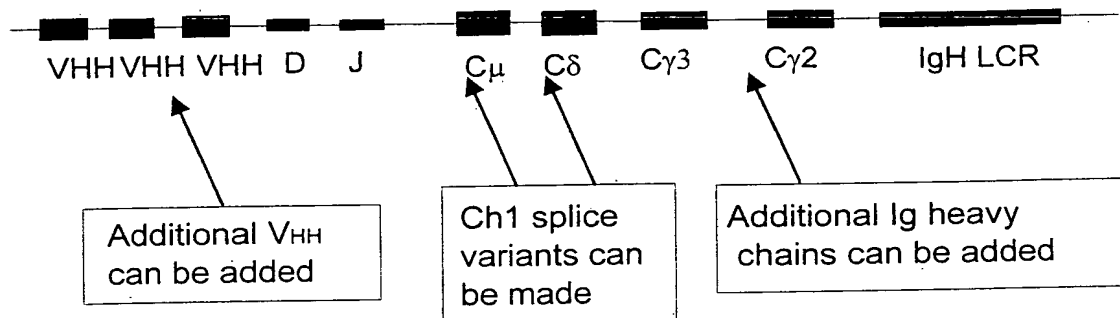 VHH VHH VHH D J Cμ Cδ Cγ3 Cγ2 IgH LCR
Additional VHH
can be added
Ch1 splice
variants can
be made
Additional Ig heavy
chains can be added